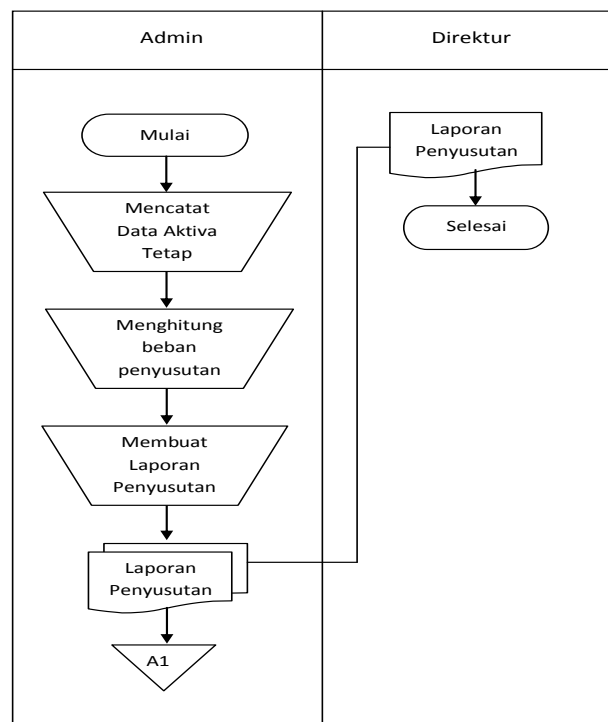 Admin
Direktur
Mulai
Mencatat
Data Aktiva
Tetap
Menghitung
beban
penyusutan
Membuat
Laporan
Penyusutan
Laporan
Penyusutan
A1
Laporan
Penyusutan
Selesai